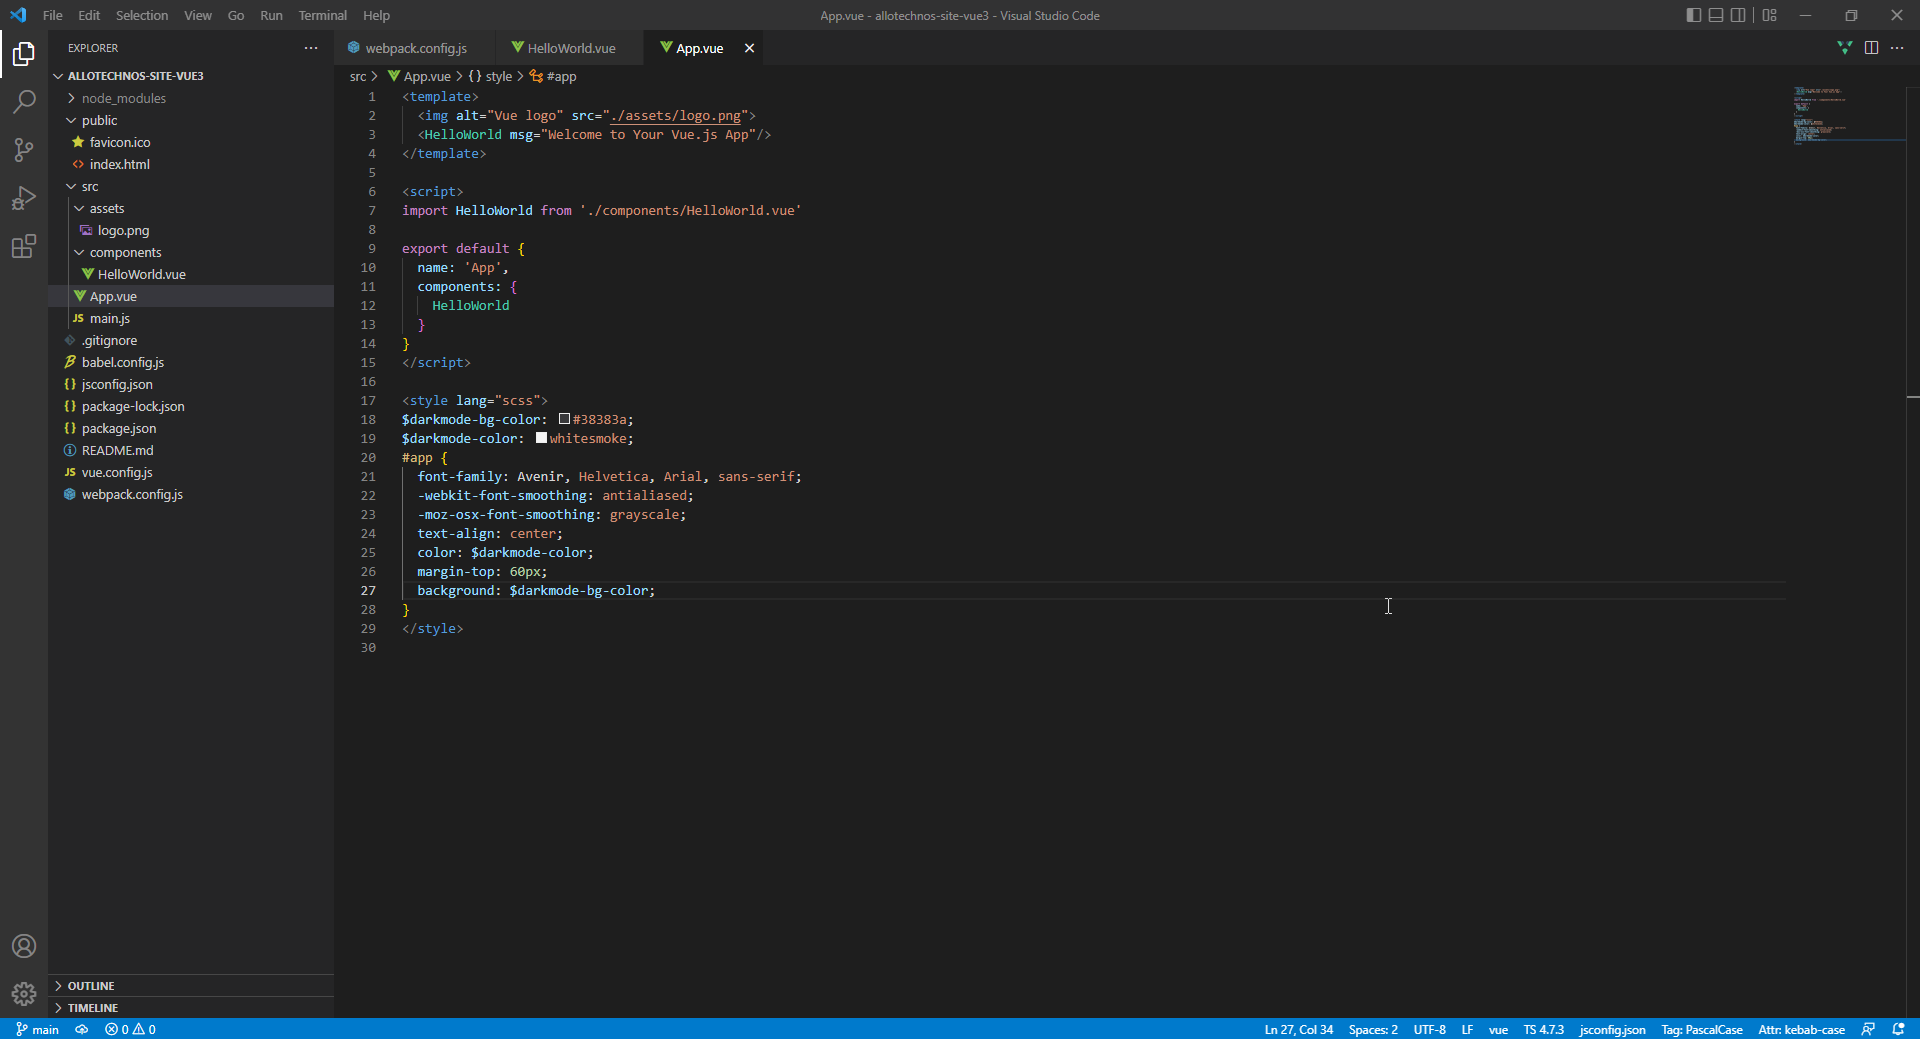 File Edit Selection View Go Run Terminal Help
App.vue - allotechnos-site-vue3 - Visual Studio Code
EXPLORER
ALLOTECHNOS-SITE-VUE3
node_modules
public
favicon.ico
index.html
src
assets
logo.png
components
HelloWorld.vue
App.vue
main.js
.gitignore
babel.config.js
jsconfig.json
package-lock.json
package.json
README.md
vue.config.js
webpack.config.js
OUTLINE
TIMELINE
webpack.config.js HelloWorld.vue App.vue
src > App.vue > {} style > #app
1 <template>
2 <img alt="Vue logo" src="./assets/logo.png">
3 <HelloWorld msg="Welcome to Your Vue.js App"/>
4 </template>
5
6 <script>
7 import HelloWorld from './components/HelloWorld.vue'
8
9 export default {
10 name: 'App',
11 components: {
12 HelloWorld
13 }
14 }
15 </script>
16
17 <style lang="scss">
18 $darkmode-bg-color: #38383a;
19 $darkmode-color: whitesmoke;
20 #app {
21 font-family: Avenir, Helvetica, Arial, sans-serif;
22 -webkit-font-smoothing: antialiased;
23 -moz-osx-font-smoothing: grayscale;
24 text-align: center;
25 color: $darkmode-color;
26 margin-top: 60px;
27 background: $darkmode-bg-color;
28 }
29 </style>
30
main 0 0
Ln 27, Col 34 Spaces: 2 UTF-8 LF vue TS 4.7.3 jsconfig.json Tag: PascalCase Attr: kebab-case